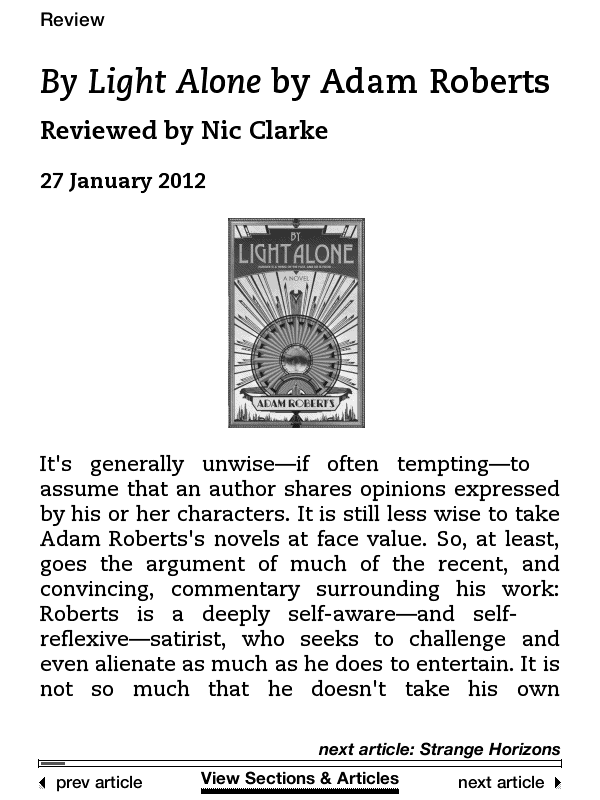 Review
By Light Alone by Adam Roberts
Reviewed by Nic Clarke
27 January 2012
BY
LIGHT ALONE
A NOVEL
ADAM ROBERTS
It's generally unwise—if often tempting—to
assume that an author shares opinions expressed
by his or her characters. It is still less wise to take
Adam Roberts's novels at face value. So, at least,
goes the argument of much of the recent, and
convincing, commentary surrounding his work:
Roberts is a deeply self-aware—and self-
reflexive—satirist, who seeks to challenge and
even alienate as much as he does to entertain. It is
not so much that he doesn't take his own
next article: Strange Horizons
prev article
View Sections & Articles
next article